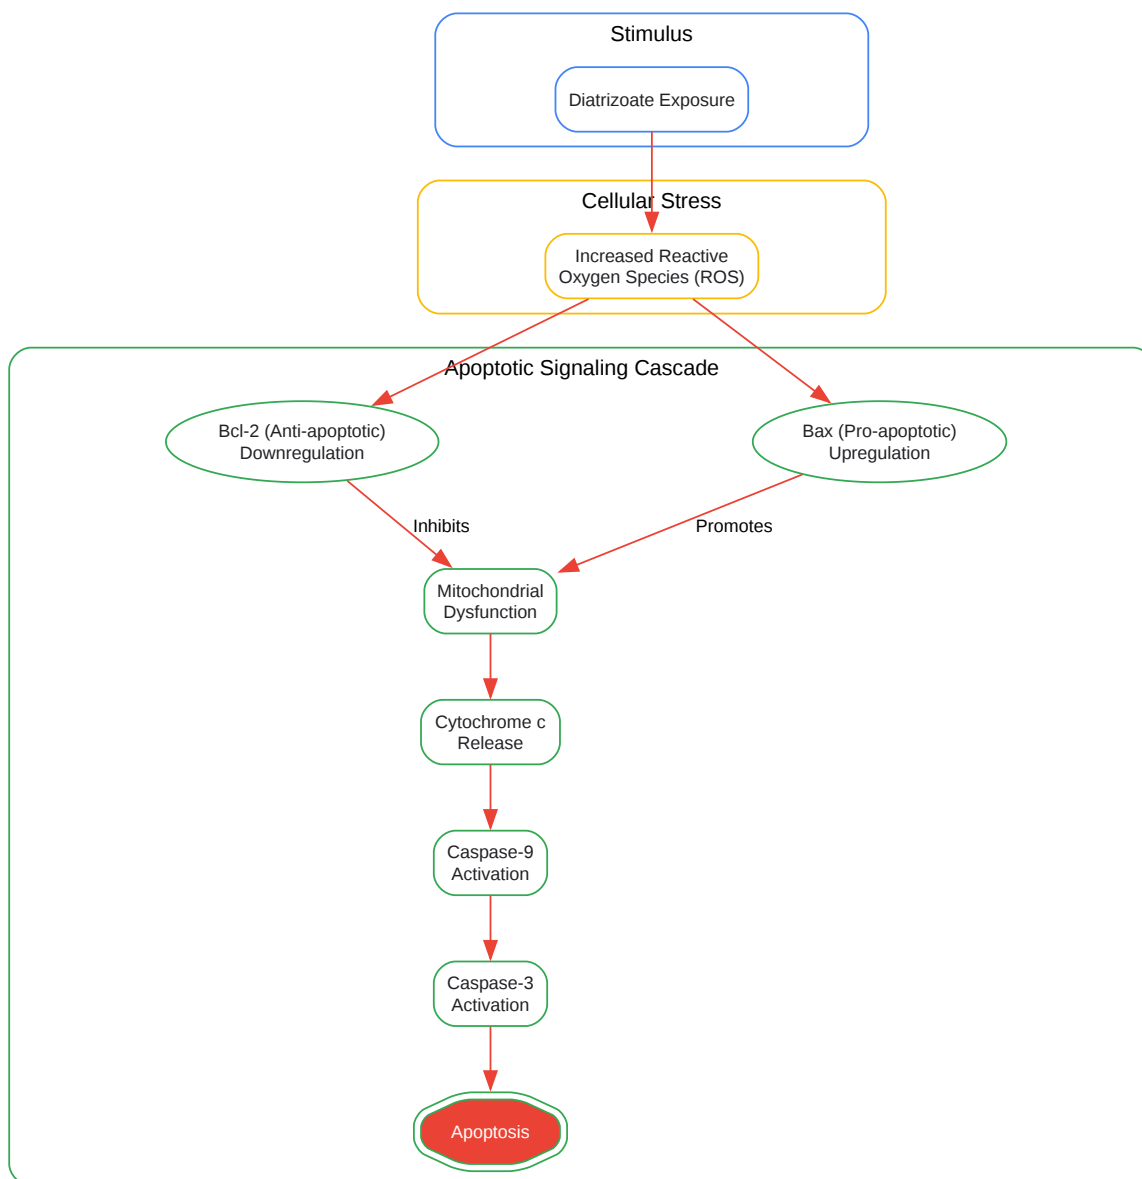 Stimulus
Diatrizoate Exposure
Cellular Stress
Increased Reactive
Oxygen Species (ROS)
Apoptotic Signaling Cascade
Bcl-2 (Anti-apoptotic)
Downregulation
Bax (Pro-apoptotic)
Upregulation
Inhibits
Promotes
Mitochondrial
Dysfunction
Cytochrome c
Release
Caspase-9
Activation
Caspase-3
Activation
Apoptosis